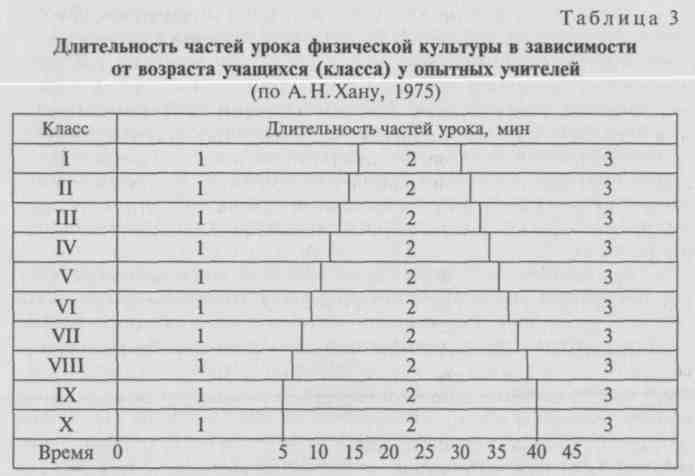 Таблица 3
Длительность частей урока физической культуры в зависимости
от возраста учащихся (класса) у опытных учителей
(по А. Н. Хану, 1975)
Класс Длительность частей урока, мин
I 1 2 3
II 1 2 3
III 1 2 3
IV 1 2 3
V 1 2 3
VI 1 2 3
VII 1 2 3
VIII 1 2 3
IX 1 2 3
X 1 2 3
Время 0 5 10 15 20 25 30 35 40 45